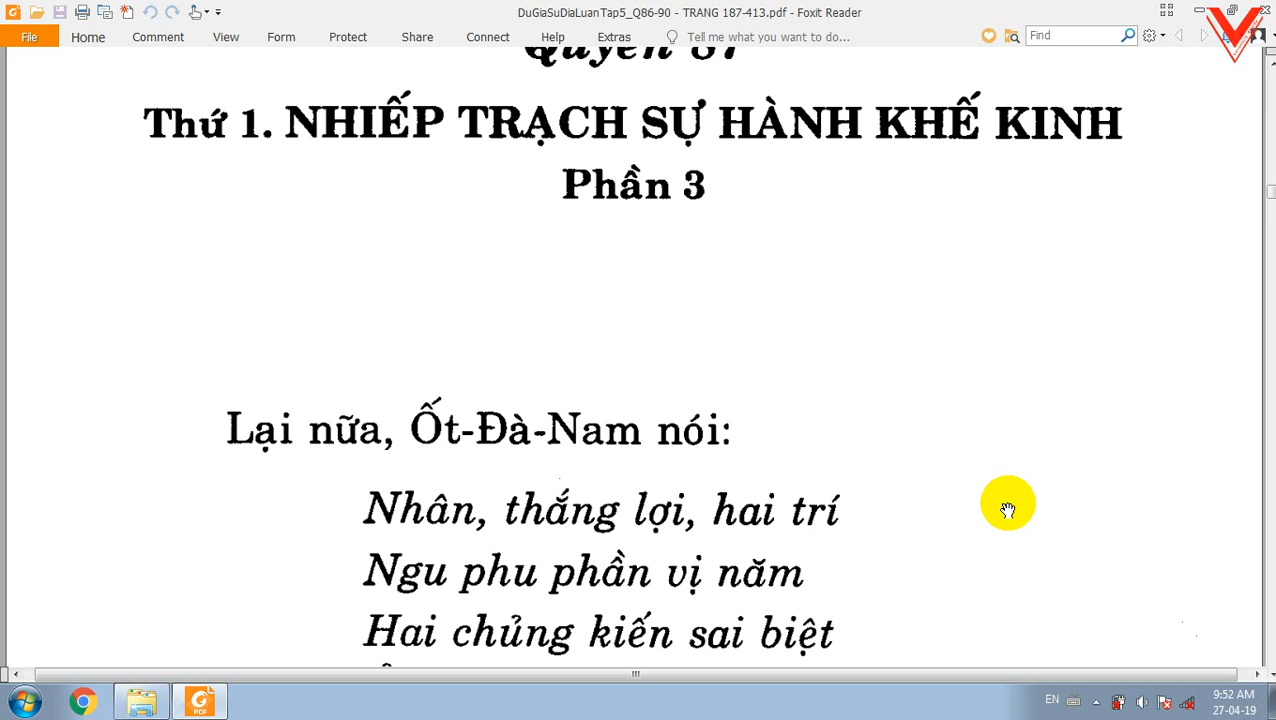 DuGiaSuDiaLuanTap5_Q86-90 - TRANG 187-413.pdf - Foxit Reader
File Home Comment View Form Protect Share Connect Help Extras Tell me what you want to do... Find
Quyển 87
Thứ 1. NHIẾP TRẠCH SỰ HÀNH KHẾ KINH
Phần 3
Lại nữa, Ốt-Đà-Nam nói:
Nhân, thắng lợi, hai trí
Ngu phu phần vị năm
Hai chủng kiến sai biệt
PDF
EN
9:52 AM
27-04-19